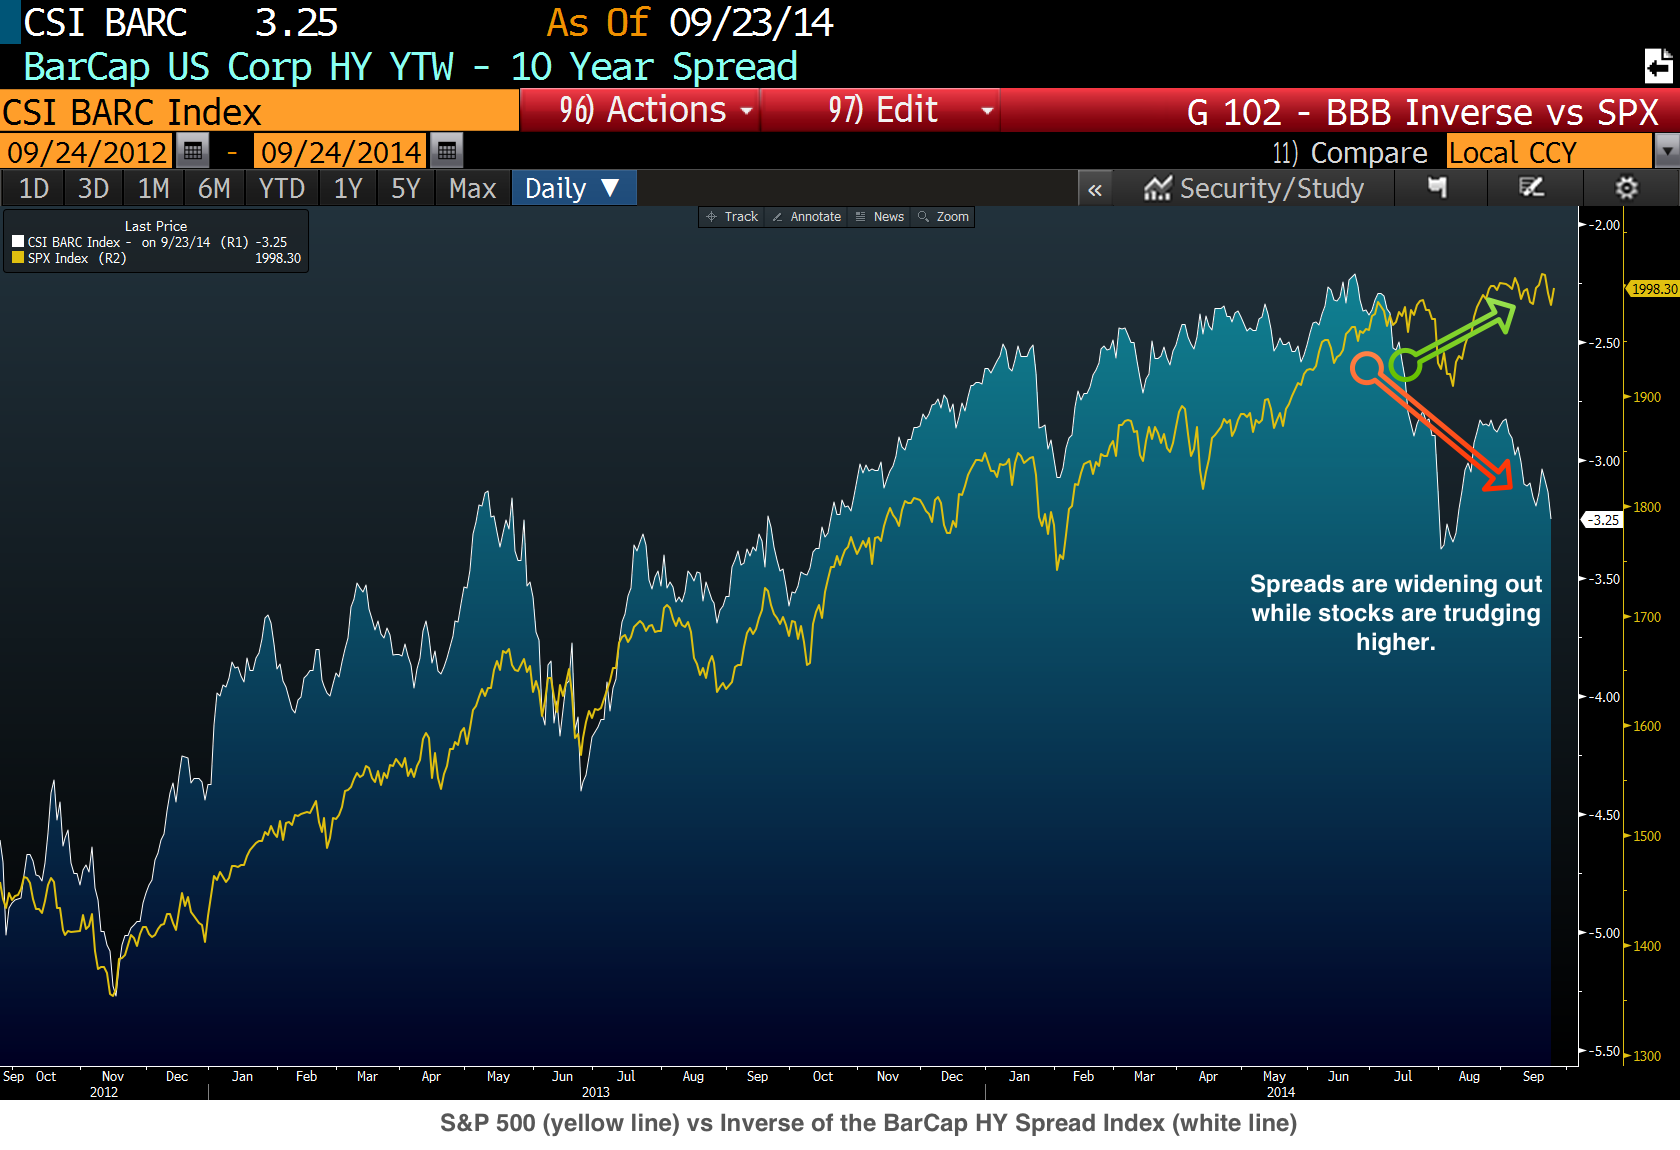 CSI BARC 3.25 As Of 09/23/14
BarCap US Corp HY YTW - 10 Year Spread
CSI BARC Index 96) Actions 97) Edit G 102 - BBB Inverse vs SPX
09/24/2012 - 09/24/2014 11) Compare Local CCY
1D 3D 1M 6M YTD 1Y 5Y Max Daily ▼ « Security/Study
Track Annotate News Zoom
Last Price
CSI BARC Index - on 9/23/14 (R1) -3.25
SPX Index (R2) 1998.30
-2.00
1998.30
-2.50
1900
-3.00
1800
-3.25
-3.50
1700
-4.00
1600
-4.50
1500
-5.00
1400
-5.50
1300
Spreads are widening out
while stocks are trudging
higher.
Sep Oct Nov Dec Jan Feb Mar Apr May Jun Jul Aug Sep Oct Nov Dec Jan Feb Mar Apr May Jun Jul Aug Sep
2012 2013 2014
S&P 500 (yellow line) vs Inverse of the BarCap HY Spread Index (white line)